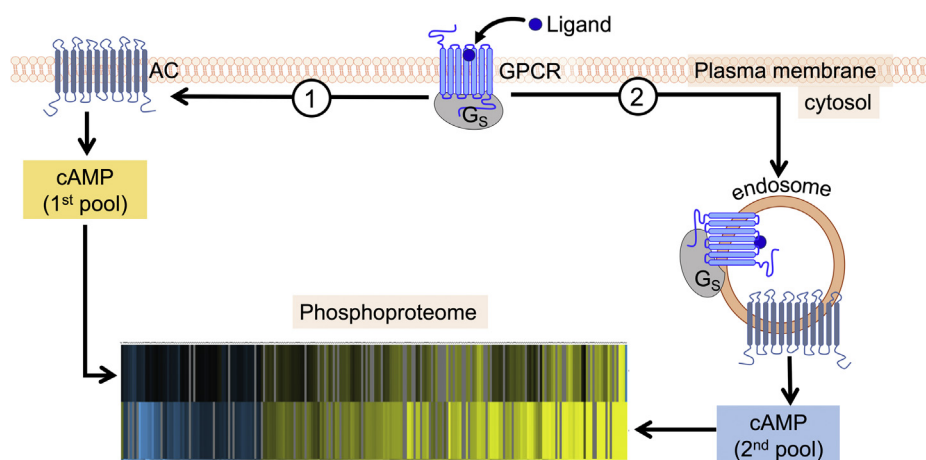 Ligand
AC
GPCR
Plasma membrane
cytosol
1
2
Gs
cAMP
(1st pool)
endosome
Gs
Phosphoproteome
cAMP
(2nd pool)